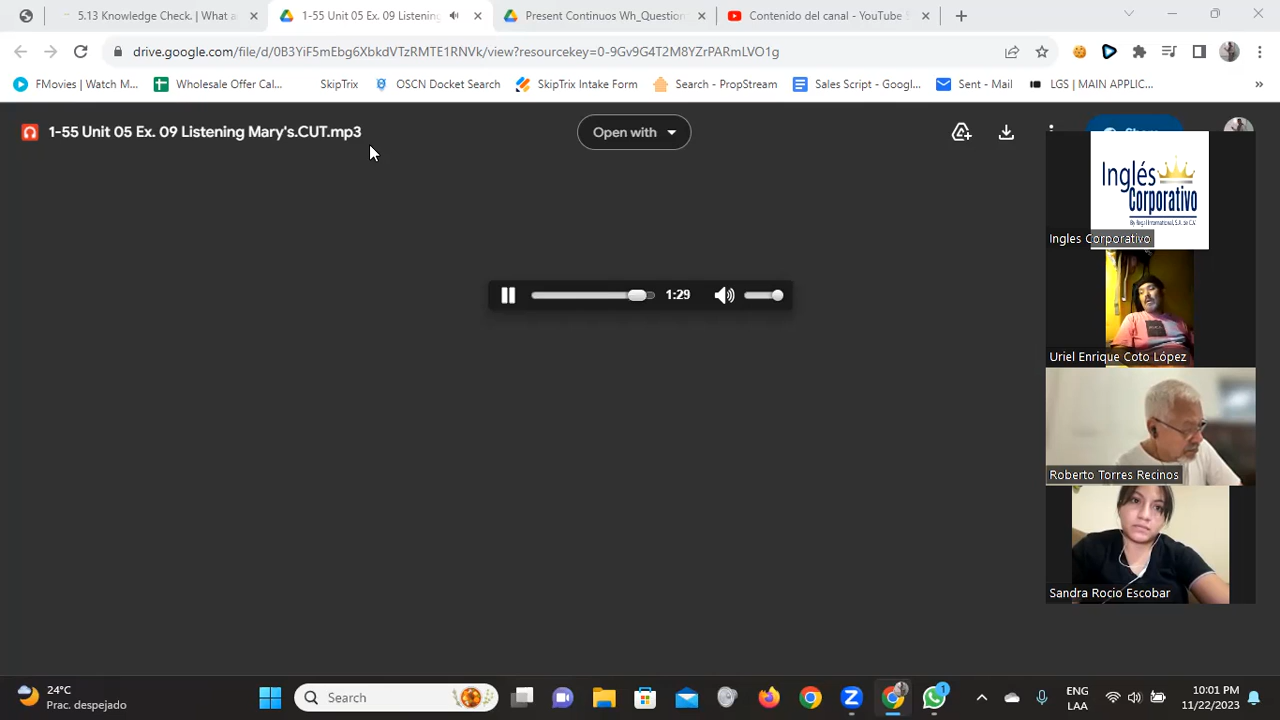 5.13 Knowledge Check. | What a
1-55 Unit 05 Ex. 09 Listening
Present Continuos Wh_Question
Contenido del canal - YouTube S
drive.google.com/file/d/0B3YiF5mEbg6XbkdVTzRMTE1RNVk/view?resourcekey=0-9Gv9G4T2M8YZrPARmLVO1g
FMovies | Watch M...
Wholesale Offer Cal...
SkipTrix
OSCN Docket Search
SkipTrix Intake Form
Search - PropStream
Sales Script - Googl...
Sent - Mail
LGS | MAIN APPLIC...
»
1-55 Unit 05 Ex. 09 Listening Mary's.CUT.mp3
Open with
Inglés
Corporativo
Ingles Corporativo
1:29
Uriel Enrique Coto López
Roberto Torres Recinos
Sandra Rocio Escobar
24°C
Prac. despejado
Search
1
ENG
LAA
10:01 PM
11/22/2023